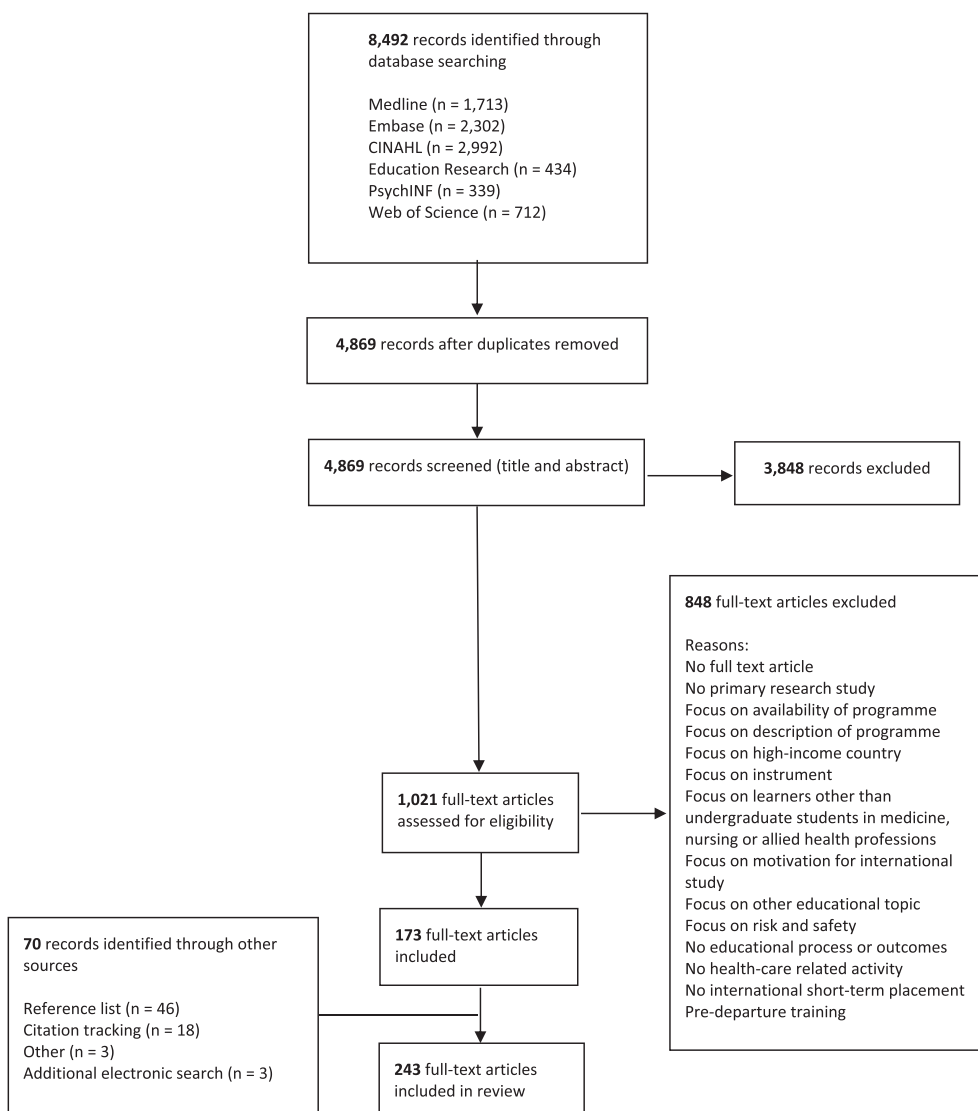 8,492 records identified through
database searching
Medline (n = 1,713)
Embase (n = 2,302)
CINAHL (n = 2,992)
Education Research (n = 434)
PsychINF (n = 339)
Web of Science (n = 712)
4,869 records after duplicates removed
4,869 records screened (title and abstract)
3,848 records excluded
848 full-text articles excluded
Reasons:
No full text article
No primary research study
Focus on availability of programme
Focus on description of programme
Focus on high-income country
Focus on instrument
Focus on learners other than
undergraduate students in medicine,
nursing or allied health professions
Focus on motivation for international
study
Focus on other educational topic
Focus on risk and safety
No educational process or outcomes
No health-care related activity
No international short-term placement
Pre-departure training
1,021 full-text articles
assessed for eligibility
173 full-text articles
included
70 records identified through other
sources
Reference list (n = 46)
Citation tracking (n = 18)
Other (n = 3)
Additional electronic search (n = 3)
243 full-text articles
included in review